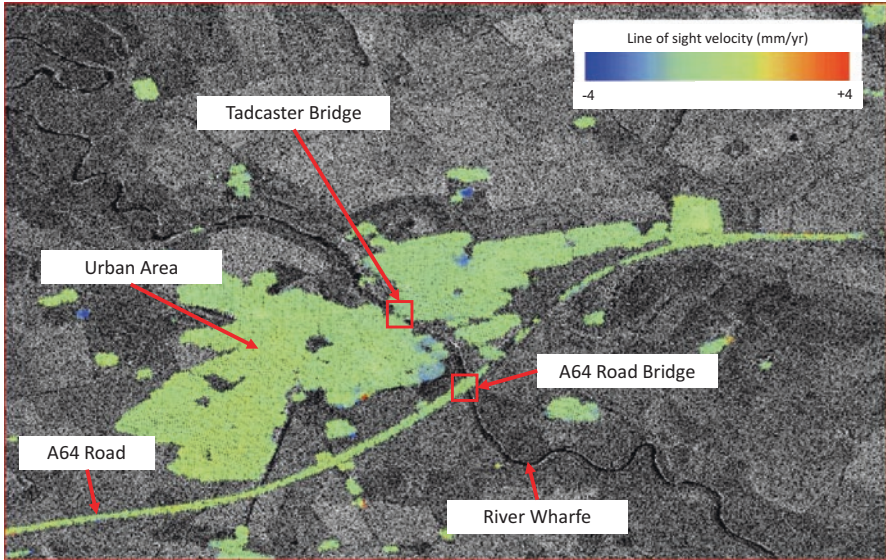 Line of sight velocity (mm/yr)
-4
+4
Tadcaster Bridge
Urban Area
A64 Road Bridge
A64 Road
River Wharfe